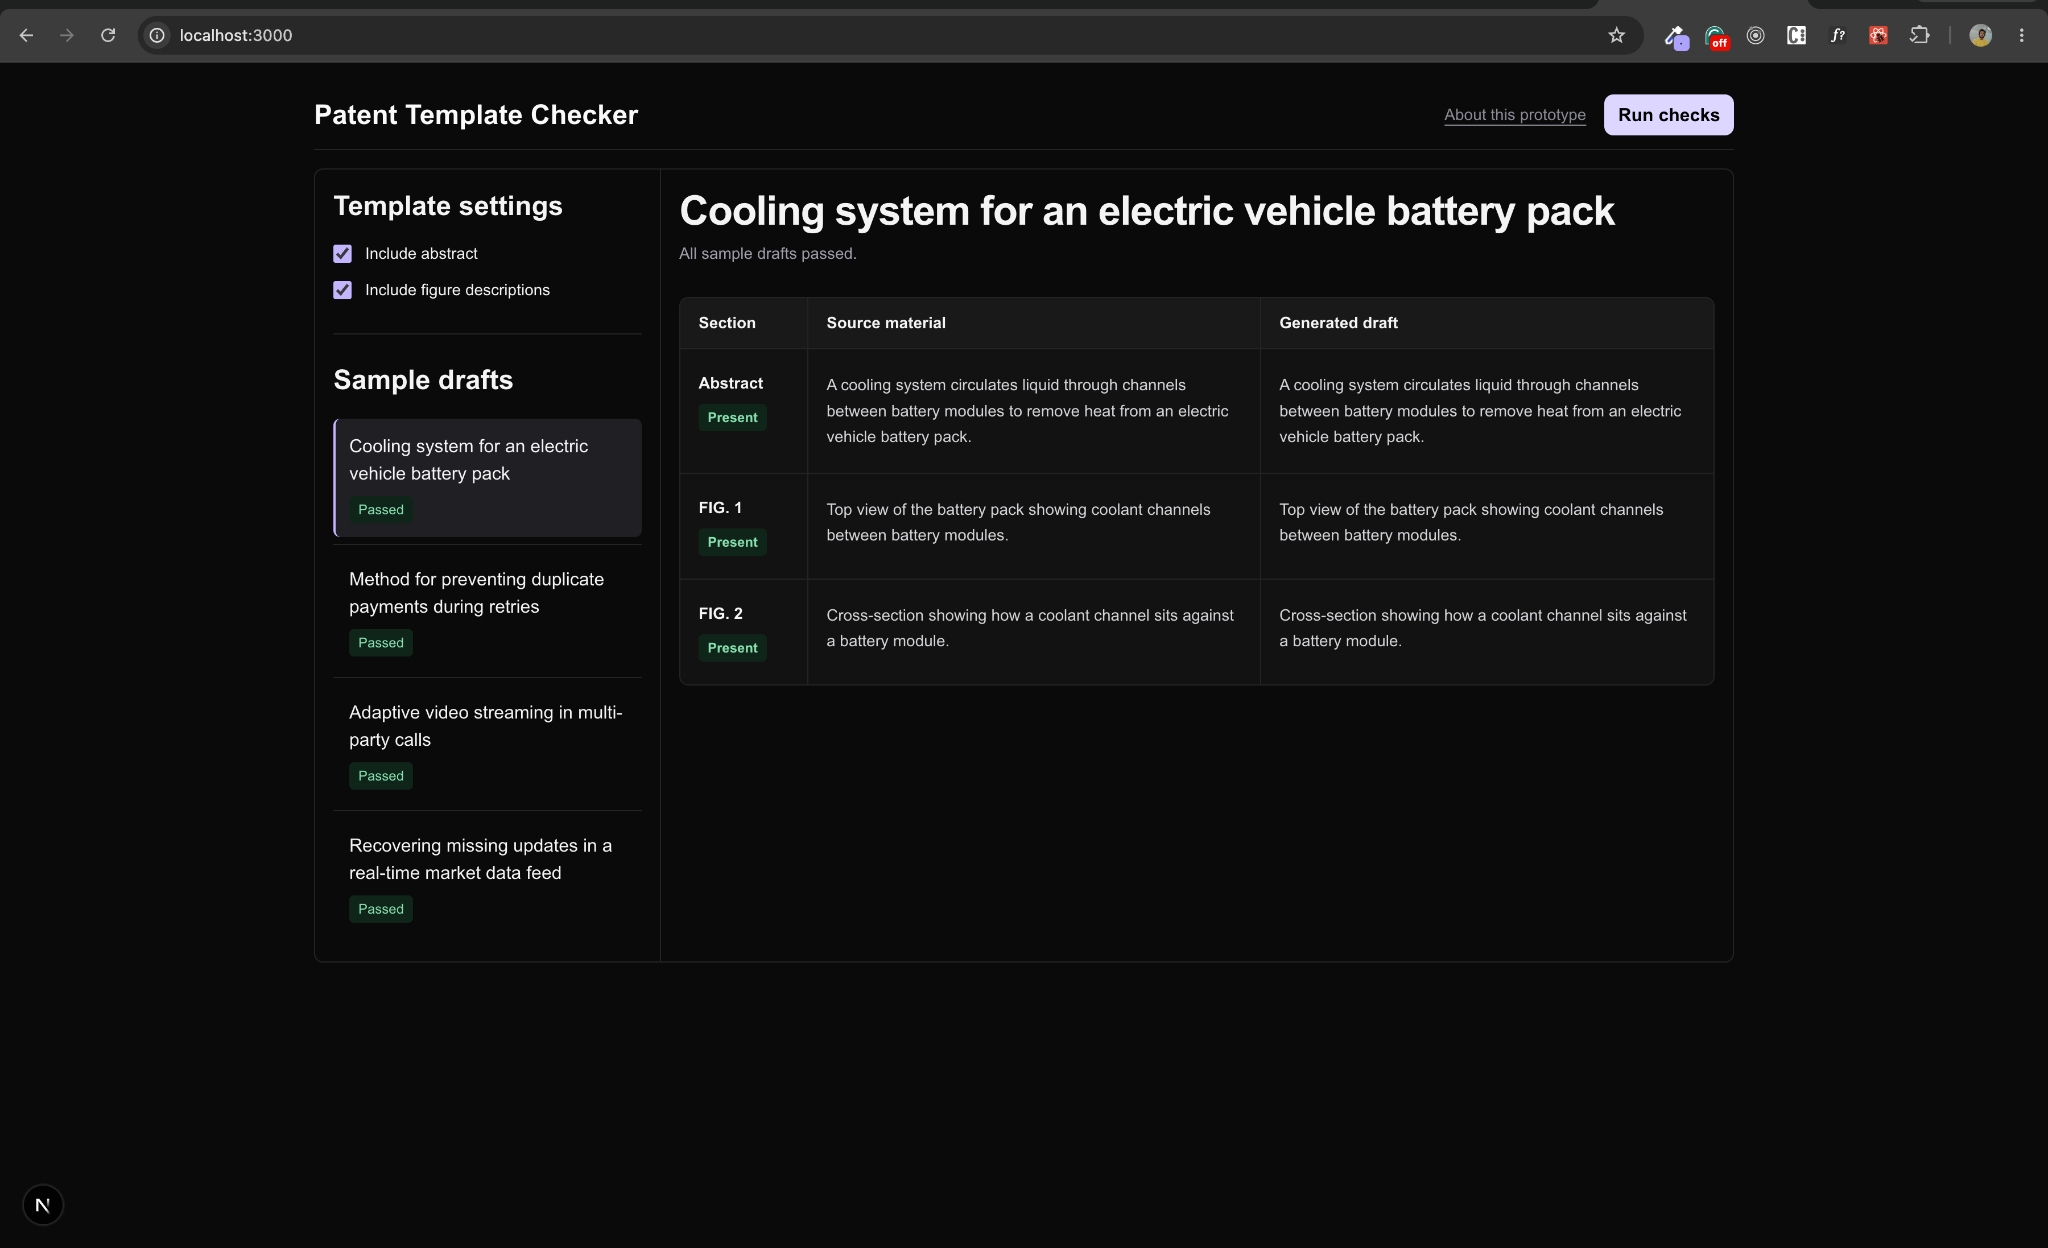 localhost:3000
off
f?
Patent Template Checker
About this prototype
Run checks
Template settings
Include abstract
Include figure descriptions
Sample drafts
Cooling system for an electric
vehicle battery pack
Passed
Method for preventing duplicate
payments during retries
Passed
Adaptive video streaming in multi-
party calls
Passed
Recovering missing updates in a
real-time market data feed
Passed
Cooling system for an electric vehicle battery pack
All sample drafts passed.
Section
Source material
Generated draft
Abstract
Present
A cooling system circulates liquid through channels
between battery modules to remove heat from an electric
vehicle battery pack.
A cooling system circulates liquid through channels
between battery modules to remove heat from an electric
vehicle battery pack.
FIG. 1
Present
Top view of the battery pack showing coolant channels
between battery modules.
Top view of the battery pack showing coolant channels
between battery modules.
FIG. 2
Present
Cross-section showing how a coolant channel sits against
a battery module.
Cross-section showing how a coolant channel sits against
a battery module.
N